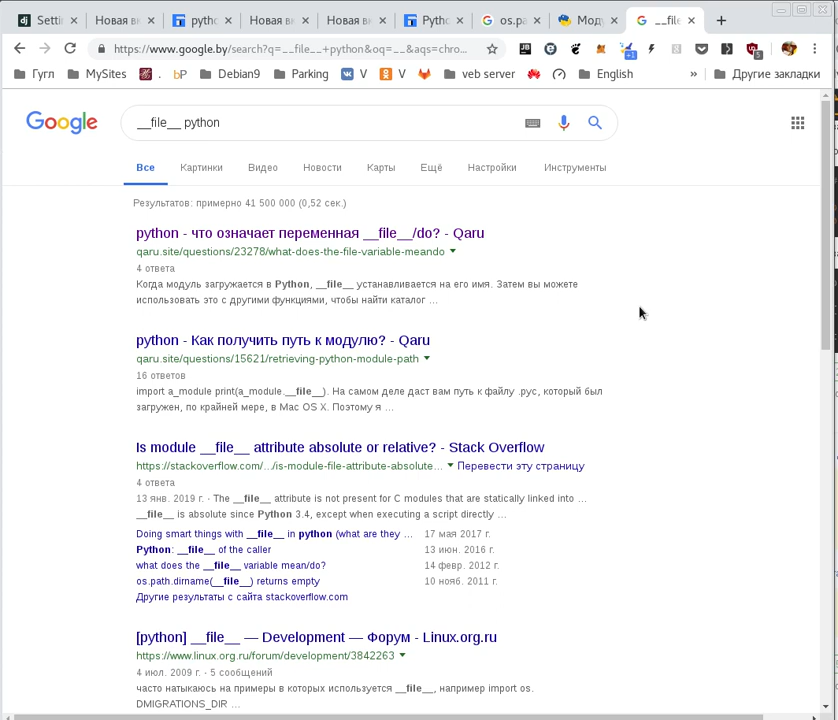 Setti
Новая в
pytho
Новая в
Новая в
Pytho
os.pa
Моду
__file
https://www.google.by/search?q=__file__+python&oq=__&aqs=chro...
Гугл
MySites
.
bP
Debian9
Parking
V
V
veb server
English
»
Другие закладки
Google
__file__ python
Все
Картинки
Видео
Новости
Карты
Ещё
Настройки
Инструменты
Результатов: примерно 41 500 000 (0,52 сек.)
python - что означает переменная __file__/do? - Qaru
qaru.site/questions/23278/what-does-the-file-variable-meando
4 ответа
Когда модуль загружается в Python, __file__ устанавливается на его имя. Затем вы можете
использовать это с другими функциями, чтобы найти каталог ...
python - Как получить путь к модулю? - Qaru
qaru.site/questions/15621/retrieving-python-module-path
16 ответов
import a_module print(a_module.__file__). На самом деле даст вам путь к файлу .pyc, который был
загружен, по крайней мере, в Mac OS X. Поэтому я ...
Is module __file__ attribute absolute or relative? - Stack Overflow
https://stackoverflow.com/.../is-module-file-attribute-absolute... Перевести эту страницу
4 ответа
13 янв. 2019 г. · The __file__ attribute is not present for C modules that are statically linked into ...
__file__ is absolute since Python 3.4, except when executing a script directly ...
Doing smart things with __file__ in python (what are they ... 17 мая 2017 г.
Python: __file__ of the caller 13 июн. 2016 г.
what does the __file__ variable mean/do? 14 февр. 2012 г.
os.path.dirname(__file__) returns empty 10 нояб. 2011 г.
Другие результаты с сайта stackoverflow.com
[python] __file__ — Development — Форум - Linux.org.ru
https://www.linux.org.ru/forum/development/3842263
4 июл. 2009 г. · 5 сообщений
часто натыкаюсь на примеры в которых используется __file__, например import os.
DMIGRATIONS_DIR ...